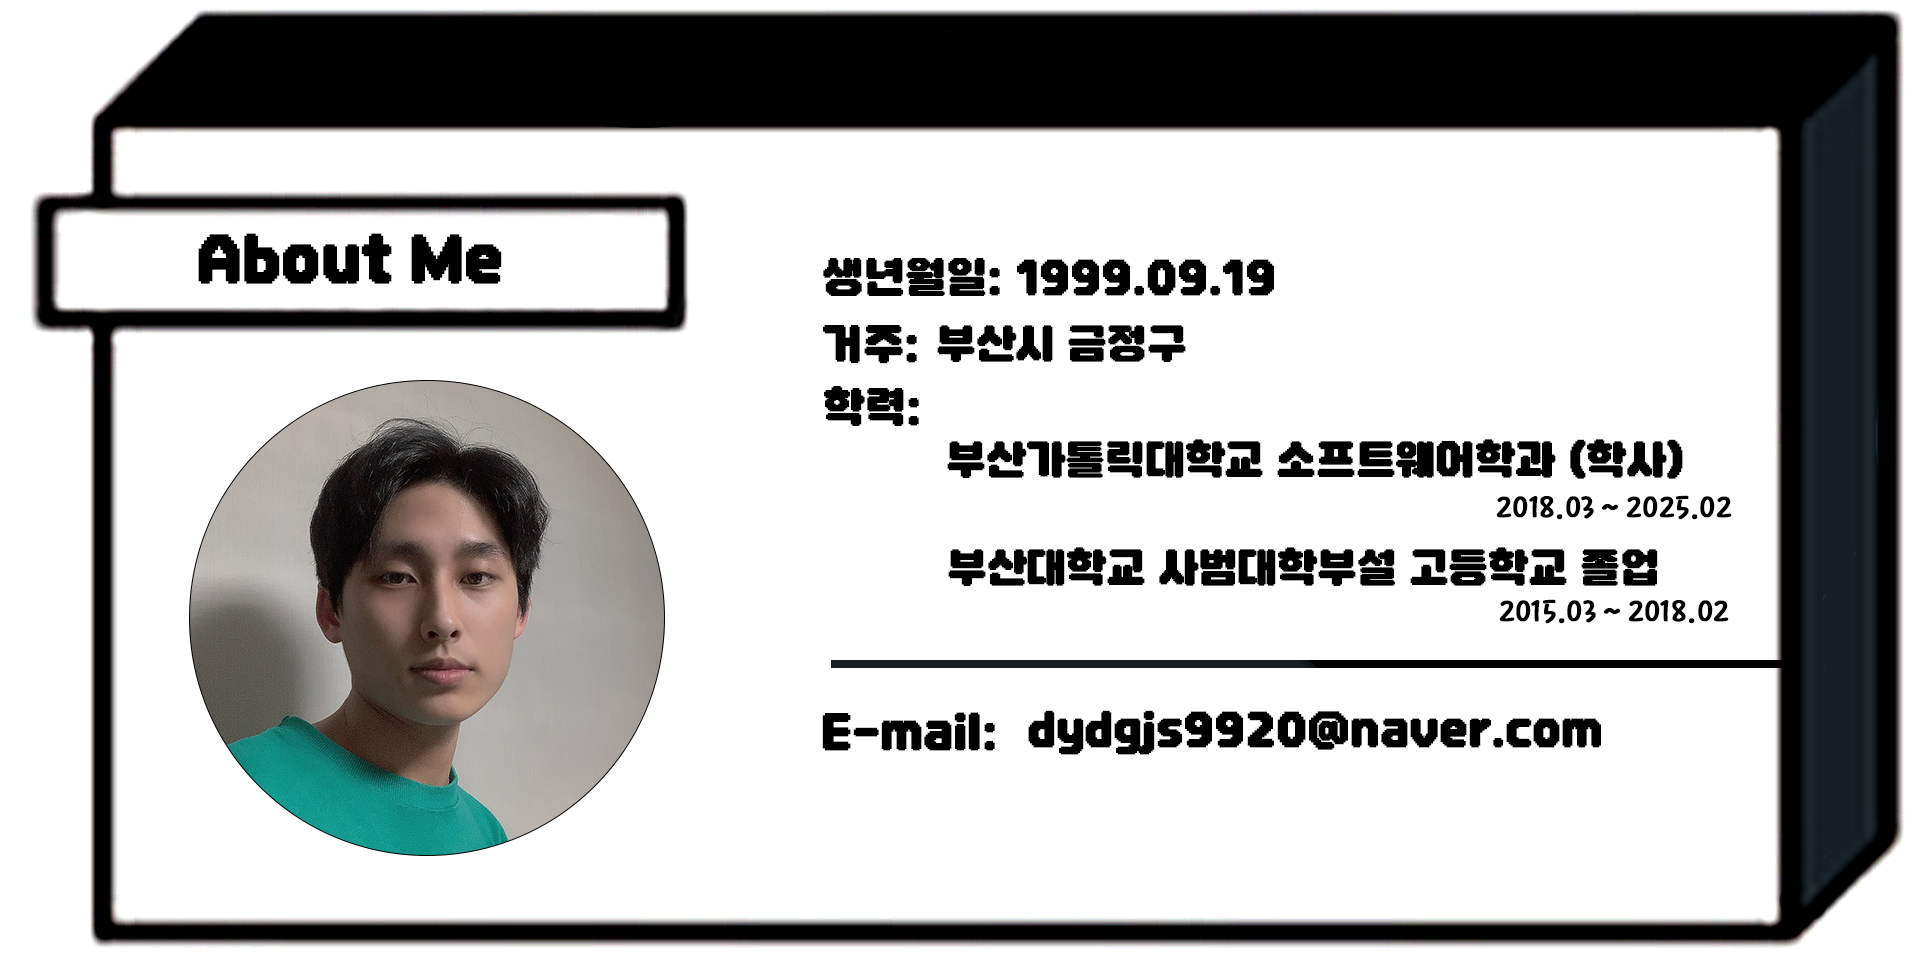 About Me
생년월일: 1999.09.19
거주: 부산시 금정구
학력:
부산가톨릭대학교 소프트웨어학과 (학사)
2018.03 ~ 2025.02
부산대학교 사범대학부설 고등학교 졸업
2015.03 ~ 2018.02
E-mail: dydgjs9920@naver.com